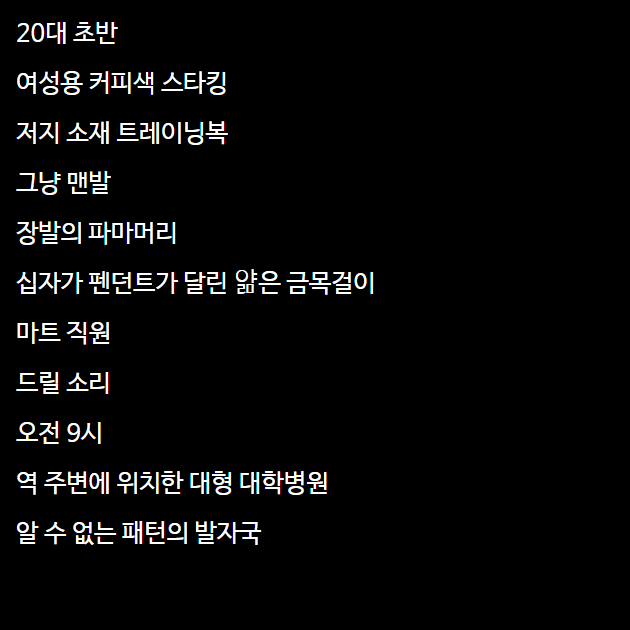 20대 초반
여성용 커피색 스타킹
저지 소재 트레이닝복
그냥 맨발
장발의 파마머리
십자가 펜던트가 달린 얇은 금목걸이
마트 직원
드릴 소리
오전 9시
역 주변에 위치한 대형 대학병원
알 수 없는 패턴의 발자국